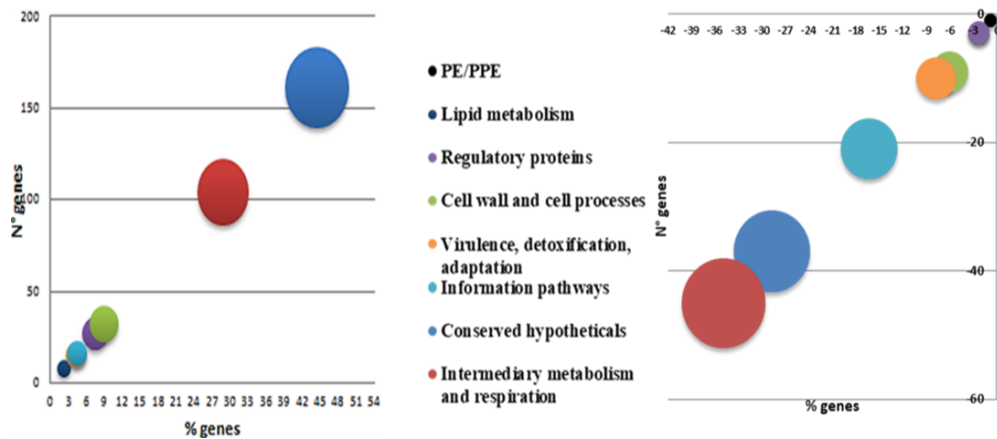 200
150
100
50
0
N° genes
0 3 6 9 12 15 18 21 24 27 30 33 36 39 42 45 48 51 54
% genes
PE/PPE
Lipid metabolism
Regulatory proteins
Cell wall and cell processes
Virulence, detoxification,
adaptation
Information pathways
Conserved hypotheticals
Intermediary metabolism
and respiration
0
-42 -39 -36 -33 -30 -27 -24 -21 -18 -15 -12 -9 -6 -3 0
-20
-40
-60
N° genes
% genes